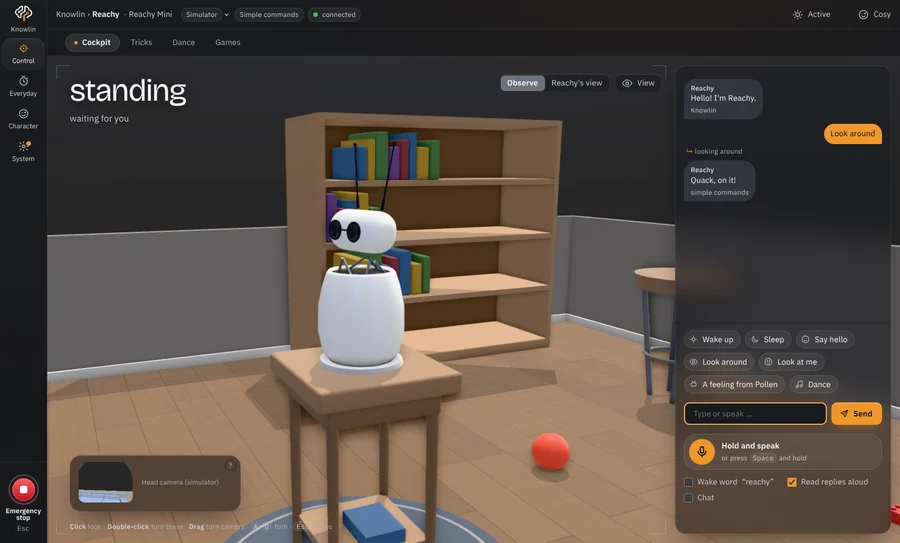 Knowlin
Control
Everyday
Character
System
Emergency
stop
Esc
Knowlin › Reachy · Reachy Mini
Simulator
Simple commands
connected
Active
Cosy
Cockpit
Tricks
Dance
Games
standing
waiting for you
Observe
Reachy's view
View
Head camera (simulator)
?
Click look · Double-click turn there · Drag turn camera ·
Reachy
Hello! I'm Reachy.
Knowlin
Look around
↪ looking around
Reachy
Quack, on it!
simple commands
Wake up
Sleep
Say hello
Look around
Look at me
A feeling from Pollen
Dance
Type or speak ...
Send
Hold and speak
or press Space and hold
Wake word "reachy"
Read replies aloud
Chat